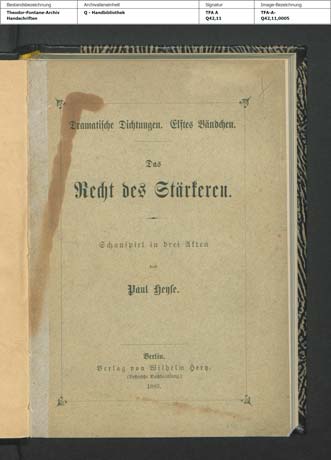 Bestandsbezeichnung
Theodor-Fontane-Archiv
Handschriften
Archivalieneinheit
Q - Handbibliothek
Signatur
TFA A
Q42,11
Image-Bezeichnung
TFA-A-
Q42,11,0005
Dramatische Dichtungen. Elftes Bändchen.
Das
Recht des Stärkeren.
Schauspiel in drei Akten
von
Paul Heyse.
Berlin.
Verlag von Wilhelm Hertz.
(Bessersche Buchhandlung.)
1883.